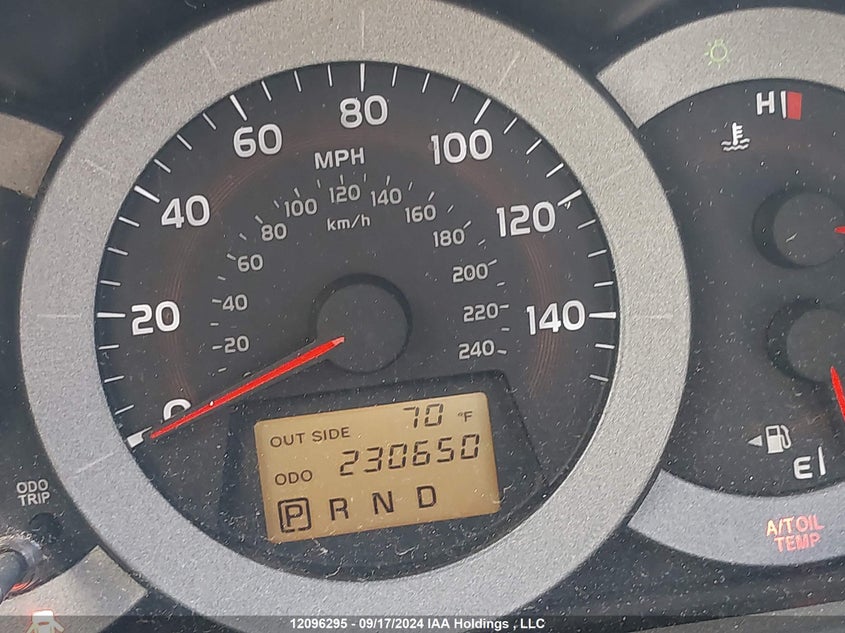 0 20 40 60 80 100 120 140
MPH
20 40 60 80 100 120 140 160 180 200 220 240
km/h
OUT SIDE 70 °F
ODO 230650
P R N D
ODO
TRIP
H
E
A/T OIL
TEMP
12096295 - 09/17/2024 IAA Holdings , LLC